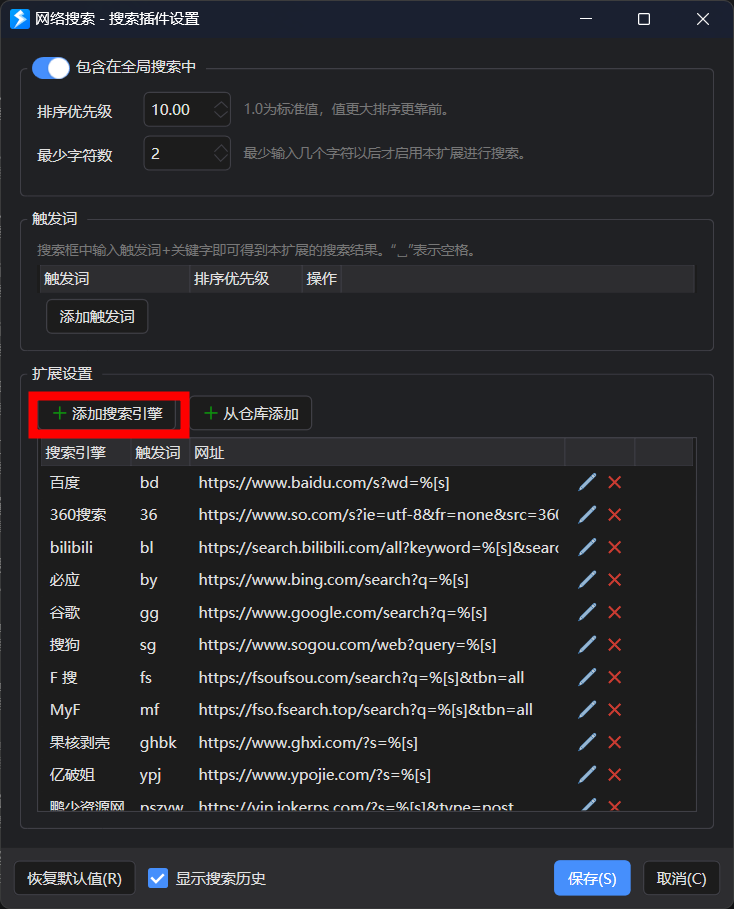 网络搜索 - 搜索插件设置
包含在全局搜索中
排序优先级 10.00 1.0为标准值，值更大排序更靠前。
最少字符数 2 最少输入几个字符以后才启用本扩展进行搜索。
触发词
搜索框中输入触发词+关键字即可得到本扩展的搜索结果。“␣”表示空格。
触发词 排序优先级 操作
添加触发词
扩展设置
添加搜索引擎 从仓库添加
搜索引擎 触发词 网址
百度 bd https://www.baidu.com/s?wd=%[s]
360搜索 36 https://www.so.com/s?ie=utf-8&fr=none&src=360
bilibili bl https://search.bilibili.com/all?keyword=%[s]&searc
必应 by https://www.bing.com/search?q=%[s]
谷歌 gg https://www.google.com/search?q=%[s]
搜狗 sg https://www.sogou.com/web?query=%[s]
F 搜 fs https://fsoufsou.com/search?q=%[s]&tbn=all
MyF mf https://fso.fsearch.top/search?q=%[s]&tbn=all
果核剥壳 ghbk https://www.ghxi.com/?s=%[s]
亿破姐 ypj https://www.ypojie.com/?s=%[s]
鹏少资源网 pszyw https://vip.jokerps.com/?s=%[s]&type=post
恢复默认值(R) 显示搜索历史 保存(S) 取消(C)